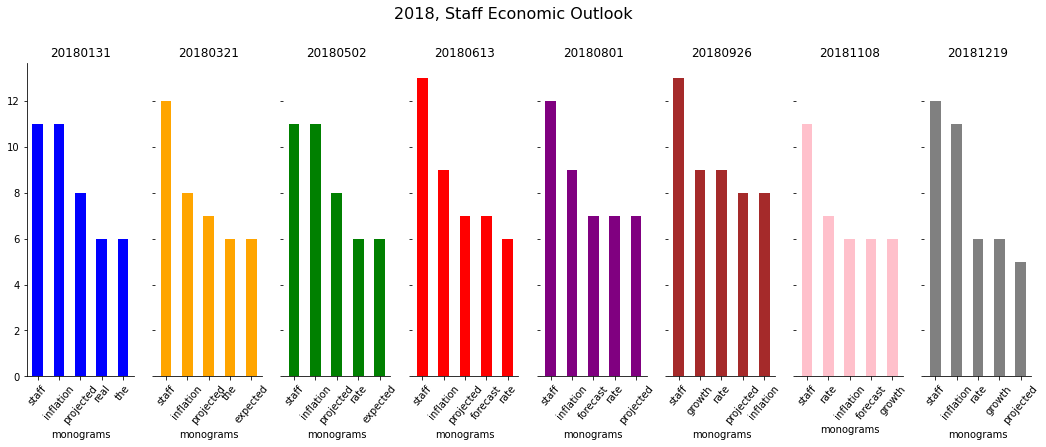 2018, Staff Economic Outlook
20180131 20180321 20180502 20180613 20180801 20180926 20181108 20181219
12
10
8
6
4
2
0
staff inflation projected real the staff inflation projected the expected staff inflation projected rate expected staff inflation projected forecast rate staff inflation forecast rate projected staff growth rate projected inflation staff rate inflation forecast growth staff inflation rate growth projected
monograms monograms monograms monograms monograms monograms monograms monograms